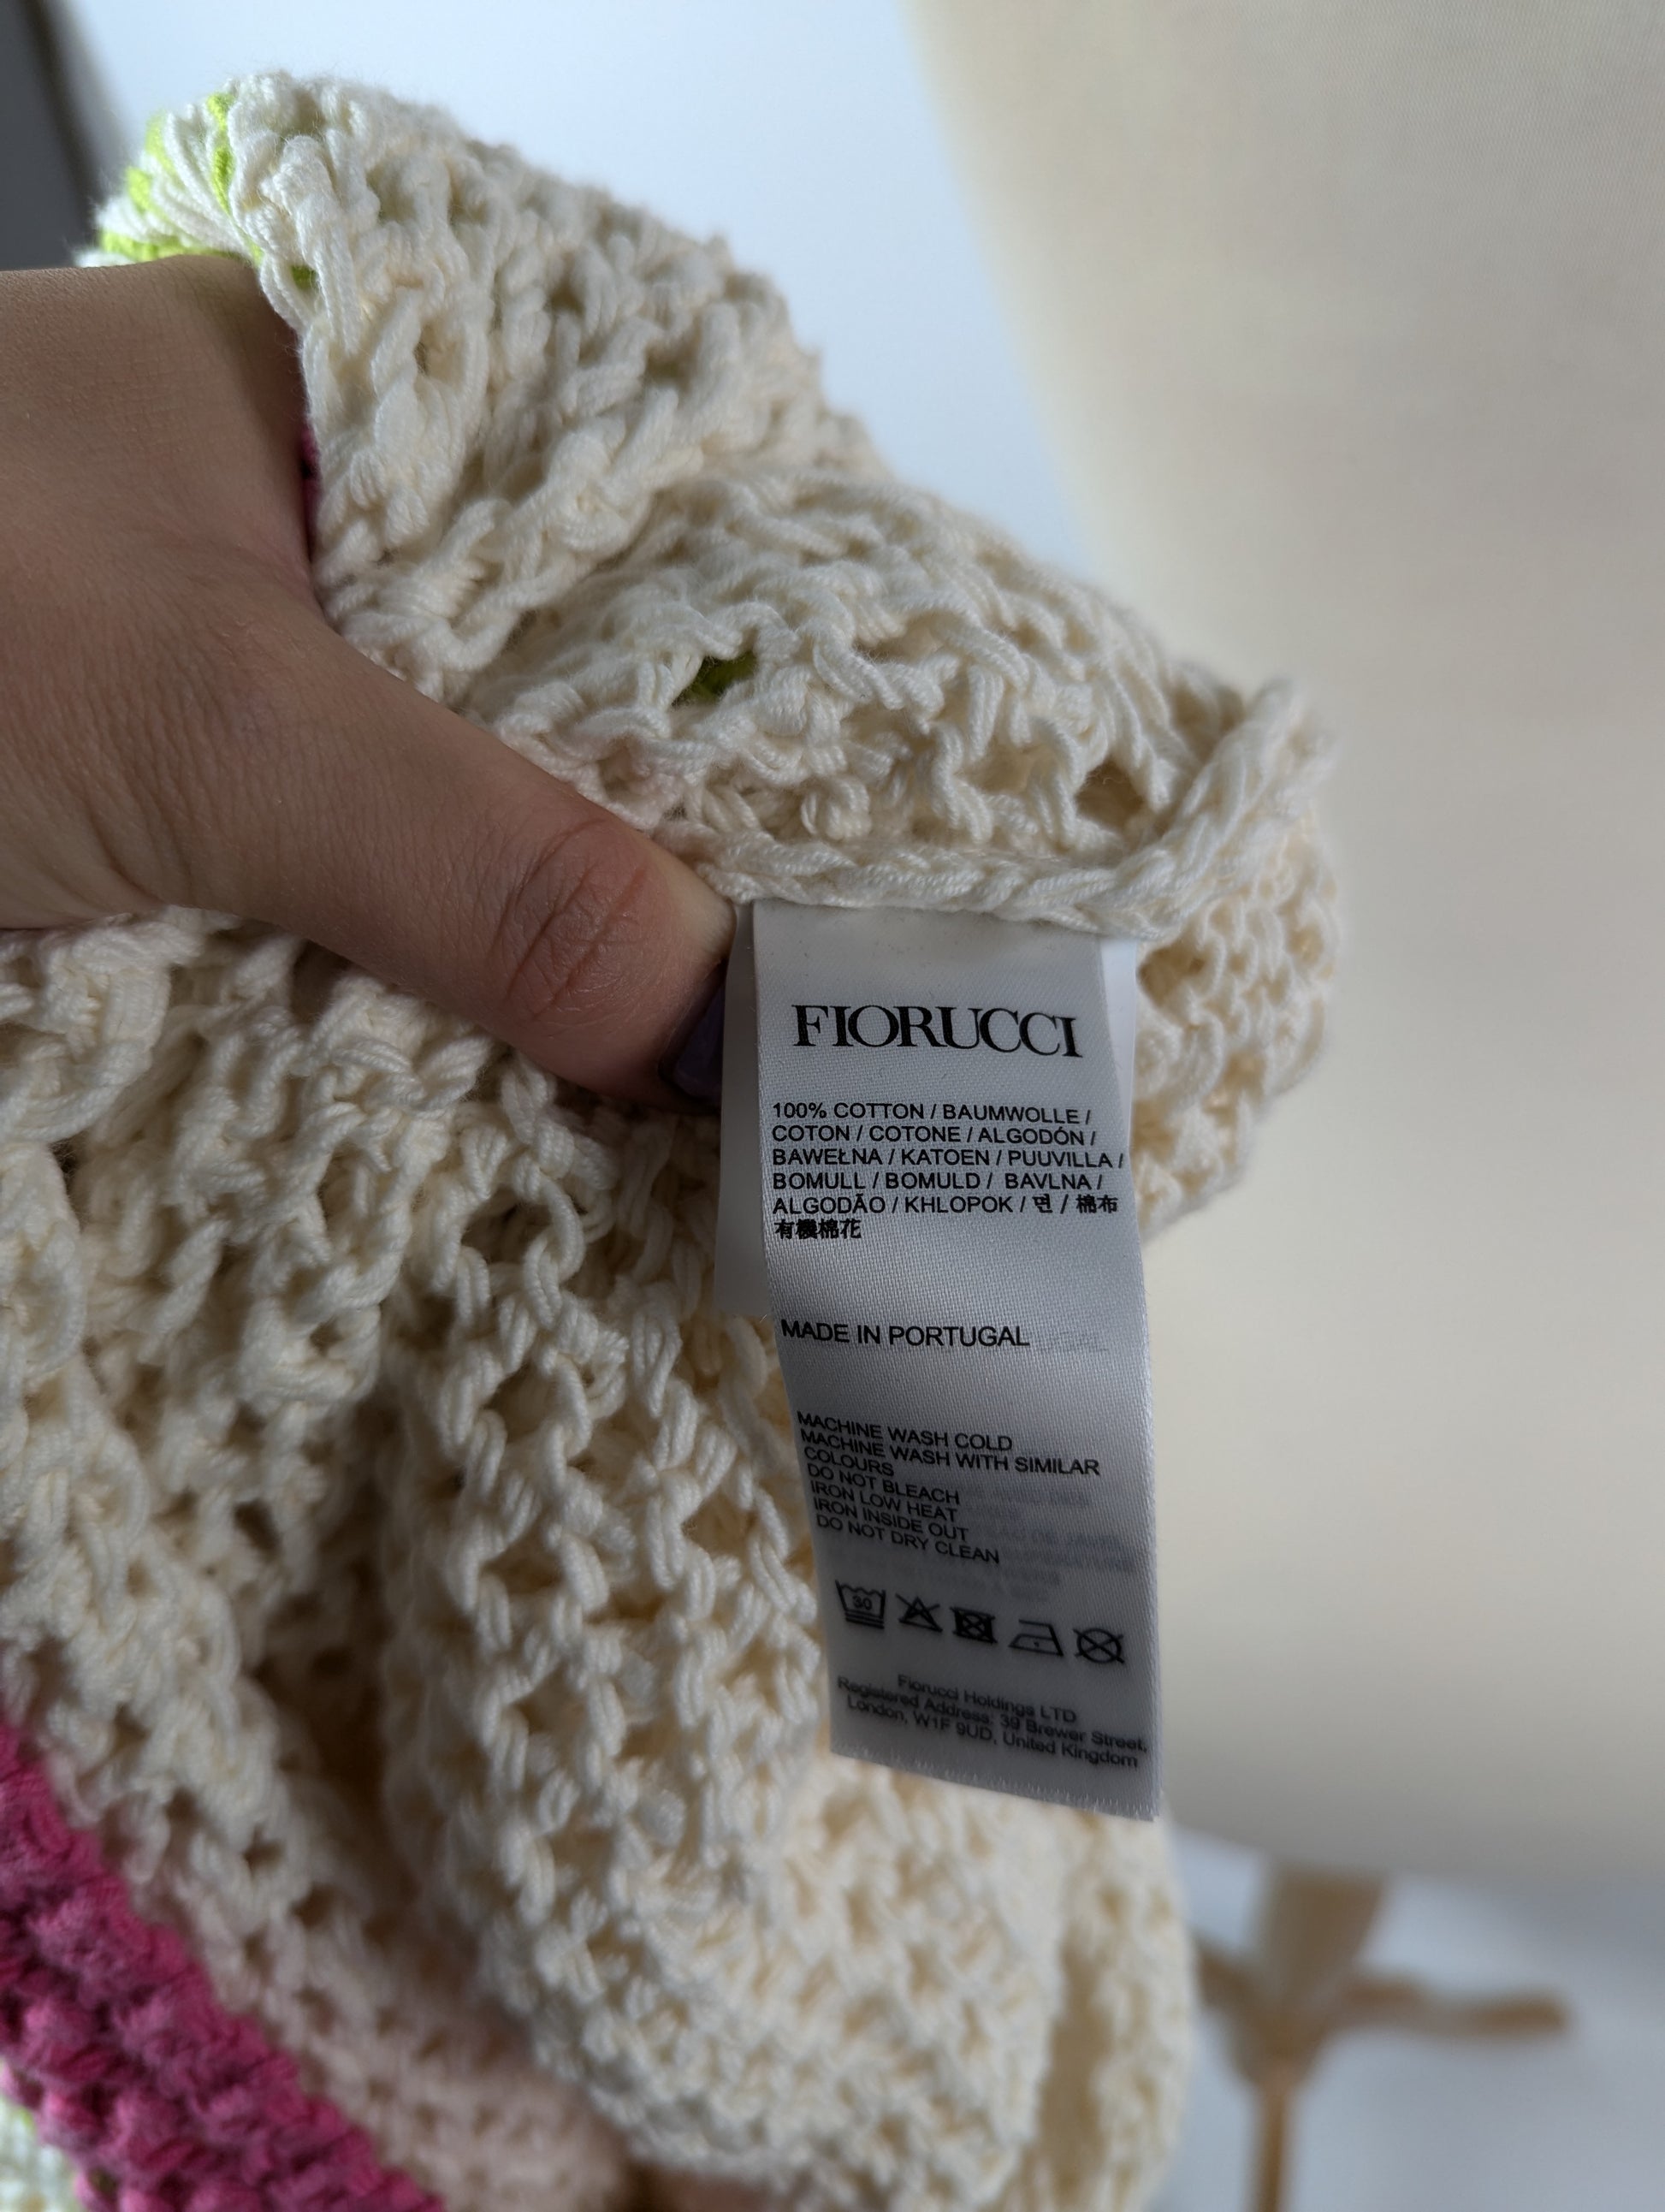 FIORUCCI
100% COTTON / BAUMWOLLE /
COTON / COTONE / ALGODÓN /
BAWEŁNA / KATOEN / PUUVILLA /
BOMULL / BOMULD / BAVLNA /
ALGODÃO / KHLOPOK / 면 / 棉布
有機棉花
MADE IN PORTUGAL
MACHINE WASH COLD
MACHINE WASH WITH SIMILAR
COLOURS
DO NOT BLEACH
IRON LOW HEAT
IRON INSIDE OUT
DO NOT DRY CLEAN
30
Fiorucci Holdings LTD
Registered Address: 39 Brewer Street,
London, W1F 9UD, United Kingdom